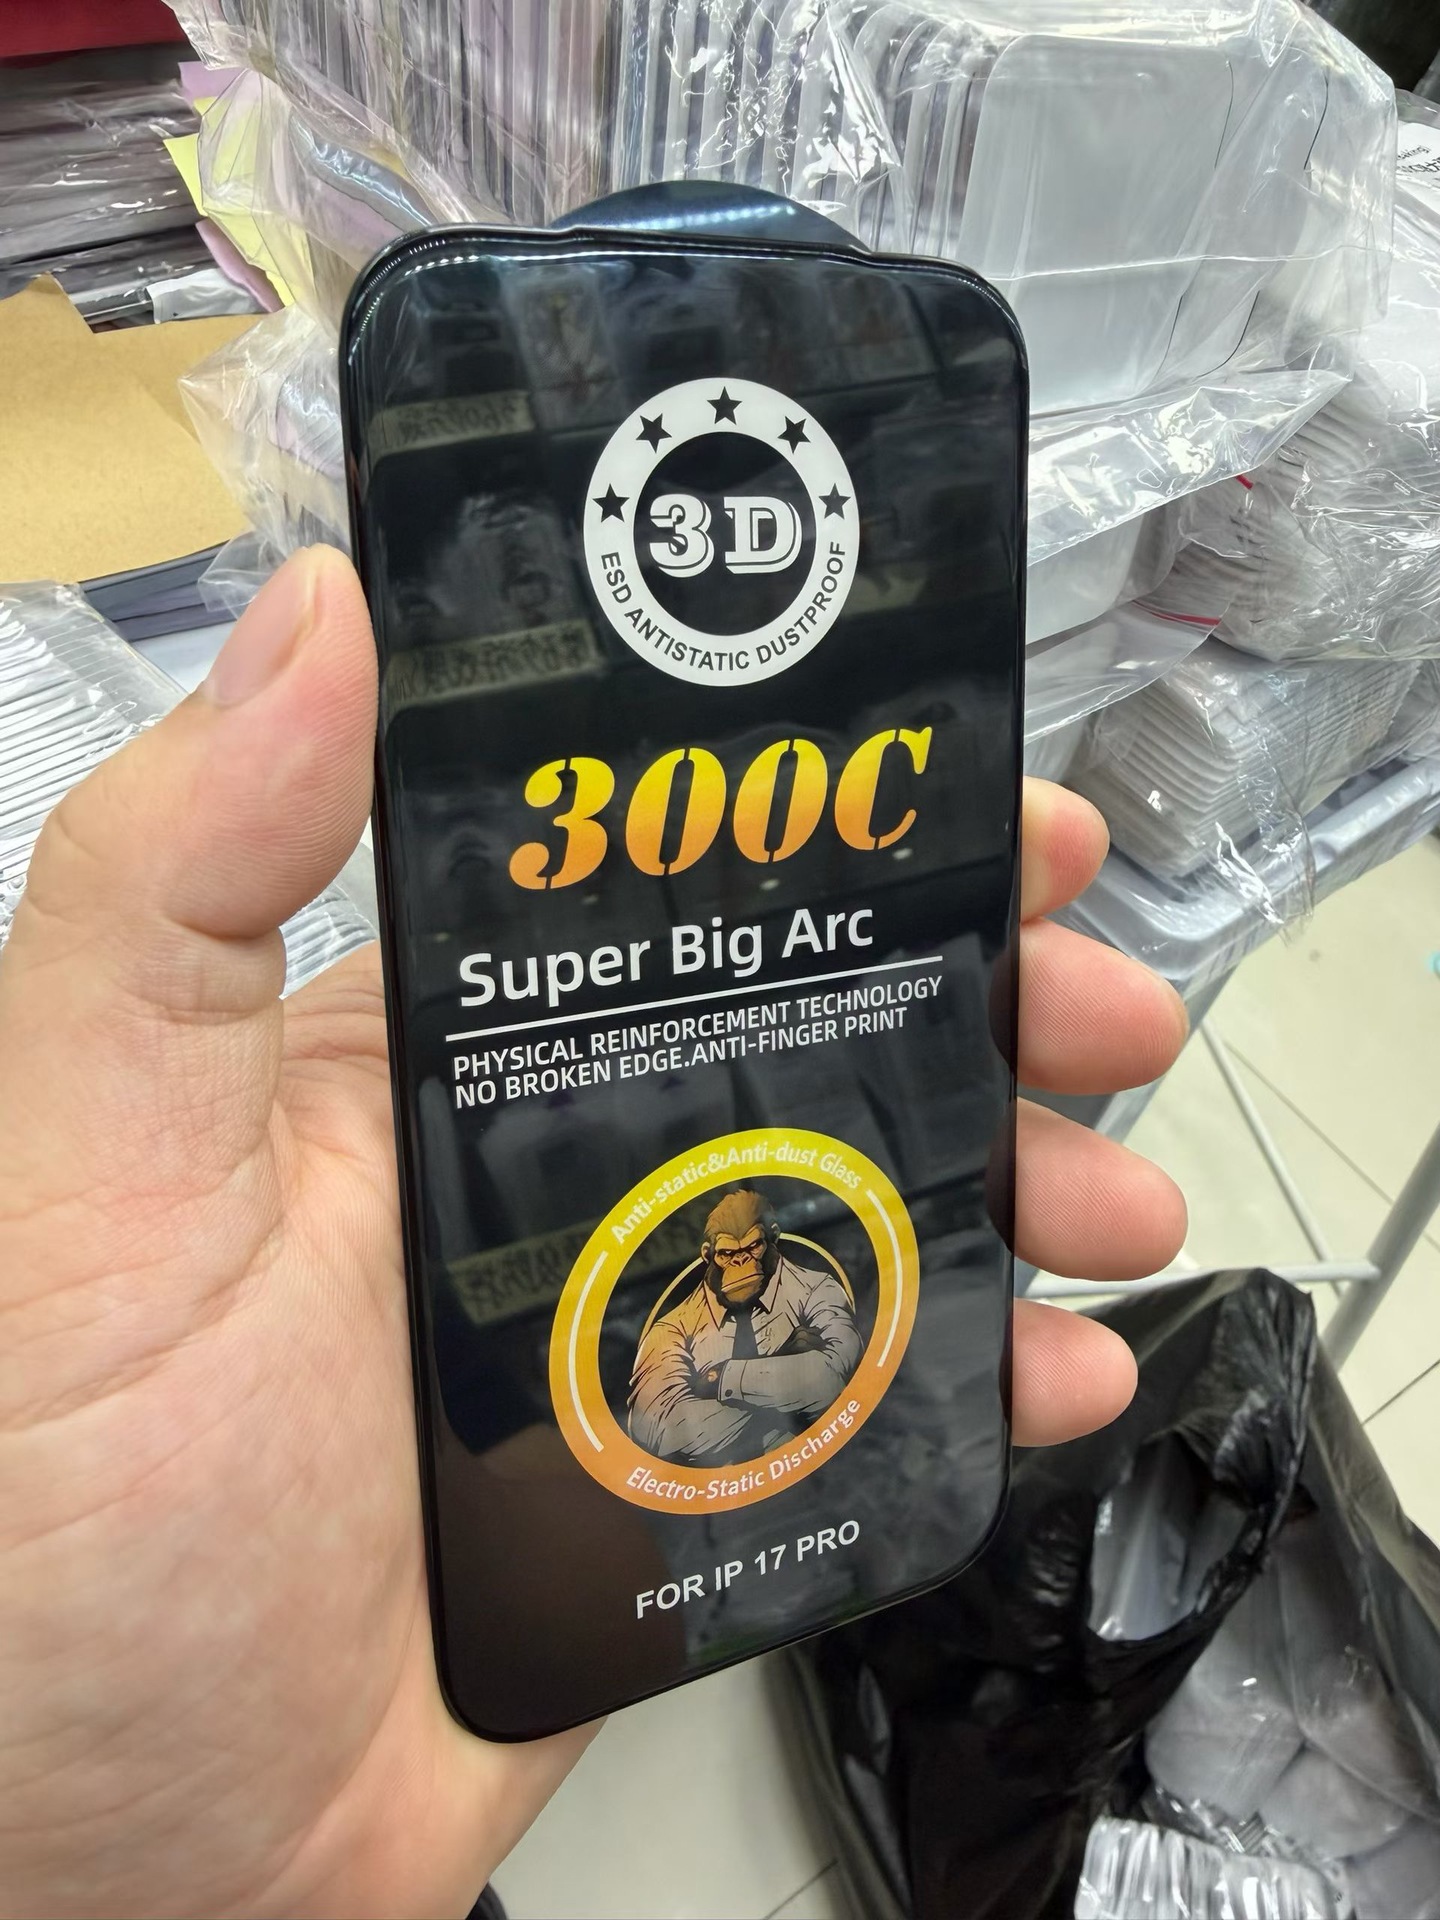 3D
ESD ANTISTATIC DUSTPROOF
300C
Super Big Arc
PHYSICAL REINFORCEMENT TECHNOLOGY
NO BROKEN EDGE.ANTI-FINGER PRINT
Anti-static&Anti-dust Glass
Electro-Static Discharge
FOR IP 17 PRO